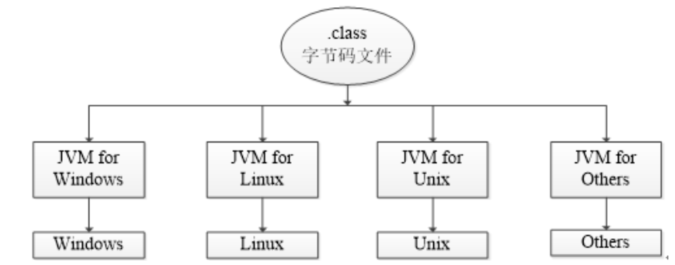 .class
字节码文件
JVM for
Windows
JVM for
Linux
JVM for
Unix
JVM for
Others
Windows
Linux
Unix
Others